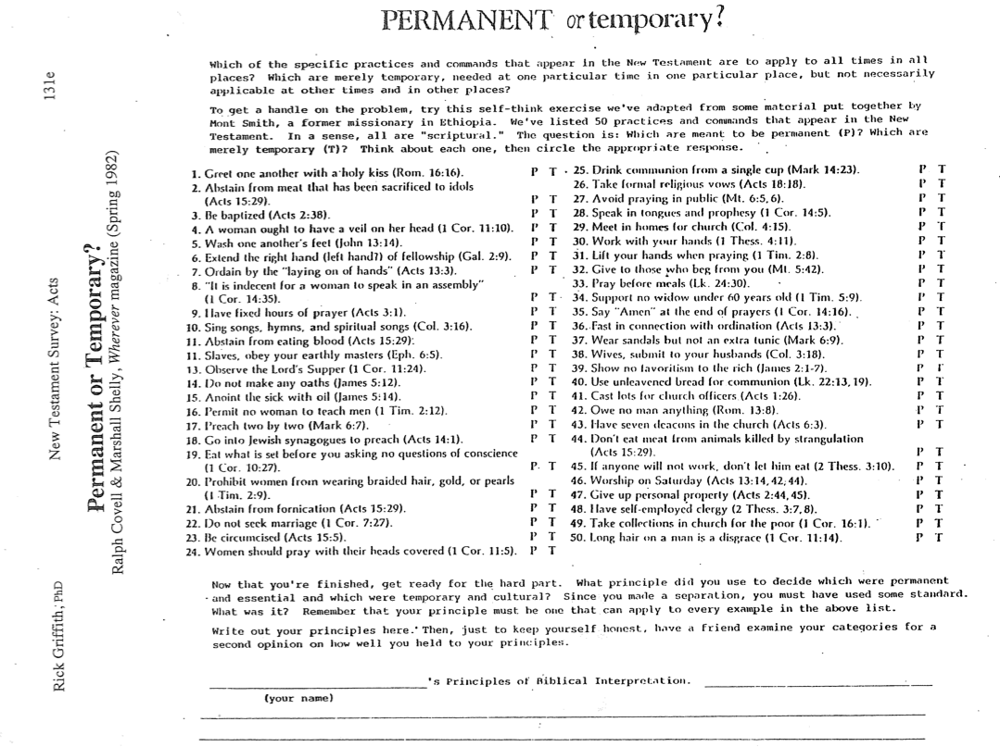 PERMANENT or temporary?
Which of the specific practices and commands that appear in the New Testament are to apply to all times in all
places? Which are merely temporary, needed at one particular time in one particular place, but not necessarily
applicable at other times and in other places?
To get a handle on the problem, try this self-think exercise we've adapted from some material put together by
Mont Smith, a former missionary in Ethiopia. We've listed 50 practices and commands that appear in the New
Testament. In a sense, all are "scriptural." The question is: Which are meant to be permanent (P)? Which are
merely temporary (T)? Think about each one, then circle the appropriate response.
1. Greet one another with a holy kiss (Rom. 16:16). P T
2. Abstain from meat that has been sacrificed to idols
(Acts 15:29). P T
3. Be baptized (Acts 2:38). P T
4. A woman ought to have a veil on her head (1 Cor. 11:10). P T
5. Wash one another's feet (John 13:14). P T
6. Extend the right hand (left hand?) of fellowship (Gal. 2:9). P T
7. Ordain by the "laying on of hands" (Acts 13:3). P T
8. "It is indecent for a woman to speak in an assembly"
(1 Cor. 14:35). P T
9. Have fixed hours of prayer (Acts 3:1). P T
10. Sing songs, hymns, and spiritual songs (Col. 3:16). P T
11. Abstain from eating blood (Acts 15:29). P T
11. Slaves, obey your earthly masters (Eph. 6:5). P T
13. Observe the Lord's Supper (1 Cor. 11:24). P T
14. Do not make any oaths (James 5:12). P T
15. Anoint the sick with oil (James 5:14). P T
16. Permit no woman to teach men (1 Tim. 2:12). P T
17. Preach two by two (Mark 6:7). P T
18. Go into Jewish synagogues to preach (Acts 14:1). P T
19. Eat what is set before you asking no questions of conscience
(1 Cor. 10:27). P T
20. Prohibit women from wearing braided hair, gold, or pearls
(1 Tim. 2:9). P T
21. Abstain from fornication (Acts 15:29). P T
22. Do not seek marriage (1 Cor. 7:27). P T
23. Be circumcised (Acts 15:5). P T
24. Women should pray with their heads covered (1 Cor. 11:5). P T
25. Drink communion from a single cup (Mark 14:23). P T
26. Take formal religious vows (Acts 18:18). P T
27. Avoid praying in public (Mt. 6:5,6). P T
28. Speak in tongues and prophesy (1 Cor. 14:5). P T
29. Meet in homes for church (Col. 4:15). P T
30. Work with your hands (1 Thess. 4:11). P T
31. Lift your hands when praying (1 Tim. 2:8). P T
32. Give to those who beg from you (Mt. 5:42). P T
33. Pray before meals (Lk. 24:30). P T
34. Support no widow under 60 years old (1 Tim. 5:9). P T
35. Say "Amen" at the end of prayers (1 Cor. 14:16). P T
36. Fast in connection with ordination (Acts 13:3). P T
37. Wear sandals but not an extra tunic (Mark 6:9). P T
38. Wives, submit to your husbands (Col. 3:18). P T
39. Show no favoritism to the rich (James 2:1-7). P T
40. Use unleavened bread for communion (Lk. 22:13,19). P T
41. Cast lots for church officers (Acts 1:26). P T
42. Owe no man anything (Rom. 13:8). P T
43. Have seven deacons in the church (Acts 6:3). P T
44. Don't eat meat from animals killed by strangulation
(Acts 15:29). P T
45. If anyone will not work, don't let him eat (2 Thess. 3:10). P T
46. Worship on Saturday (Acts 13:14,42,44). P T
47. Give up personal property (Acts 2:44,45). P T
48. Have self-employed clergy (2 Thess. 3:7,8). P T
49. Take collections in church for the poor (1 Cor. 16:1). P T
50. Long hair on a man is a disgrace (1 Cor. 11:14). P T
Now that you're finished, get ready for the hard part. What principle did you use to decide which were permanent
and essential and which were temporary and cultural? Since you made a separation, you must have used some standard.
What was it? Remember that your principle must be one that can apply to every example in the above list.
Write out your principles here. Then, just to keep yourself honest, have a friend examine your categories for a
second opinion on how well you held to your principles.
's Principles of Biblical Interpretation.
(your name)
Rick Griffith, PhD
New Testament Survey: Acts
131e
Permanent or Temporary?
Ralph Covell & Marshall Shelly, Wherever magazine (Spring 1982)